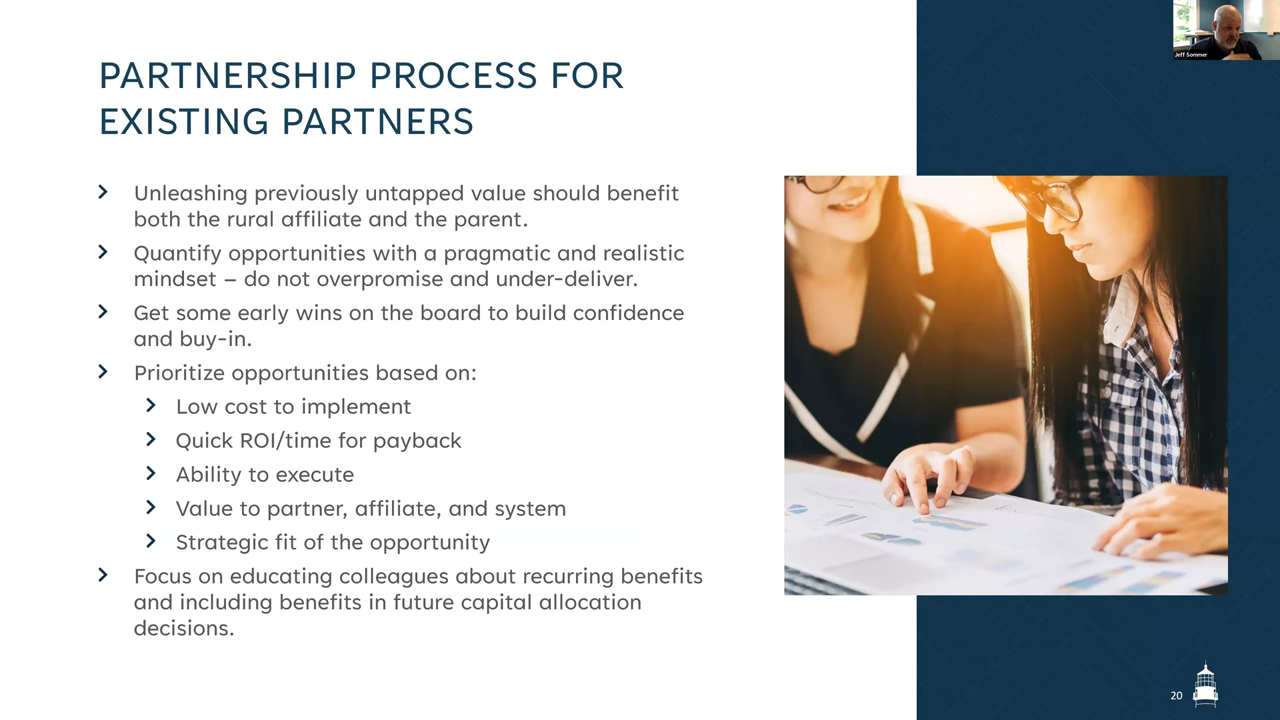 PARTNERSHIP PROCESS FOR
EXISTING PARTNERS
Unleashing previously untapped value should benefit
both the rural affiliate and the parent.
Quantify opportunities with a pragmatic and realistic
mindset – do not overpromise and under-deliver.
Get some early wins on the board to build confidence
and buy-in.
Prioritize opportunities based on:
Low cost to implement
Quick ROI/time for payback
Ability to execute
Value to partner, affiliate, and system
Strategic fit of the opportunity
Focus on educating colleagues about recurring benefits
and including benefits in future capital allocation
decisions.
Jeff Sommer
20